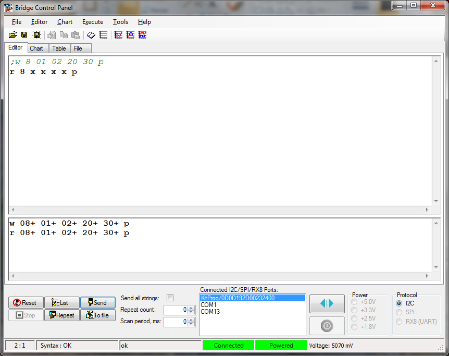 Bridge Control Panel
File Editor Chart Execute Tools Help
Editor Chart Table File
;w 8 01 02 20 30 p
r 8 x x x x p
w 08+ 01+ 02+ 20+ 30+ p
r 08+ 01+ 02+ 20+ 30+ p
Connected I2C/SPI/RX8 Ports:
Reset List Send
Send all strings:
COM1
COM13
Stop Repeat To file
Repeat count: 0
Scan period, ms: 0
Power
+5.0V
+3.3V
+2.5V
+1.8V
Protocol
I2C
SPI
RX8 (UART)
2 : 1 Syntax : OK ok Connected Powered Voltage: 5070 mV